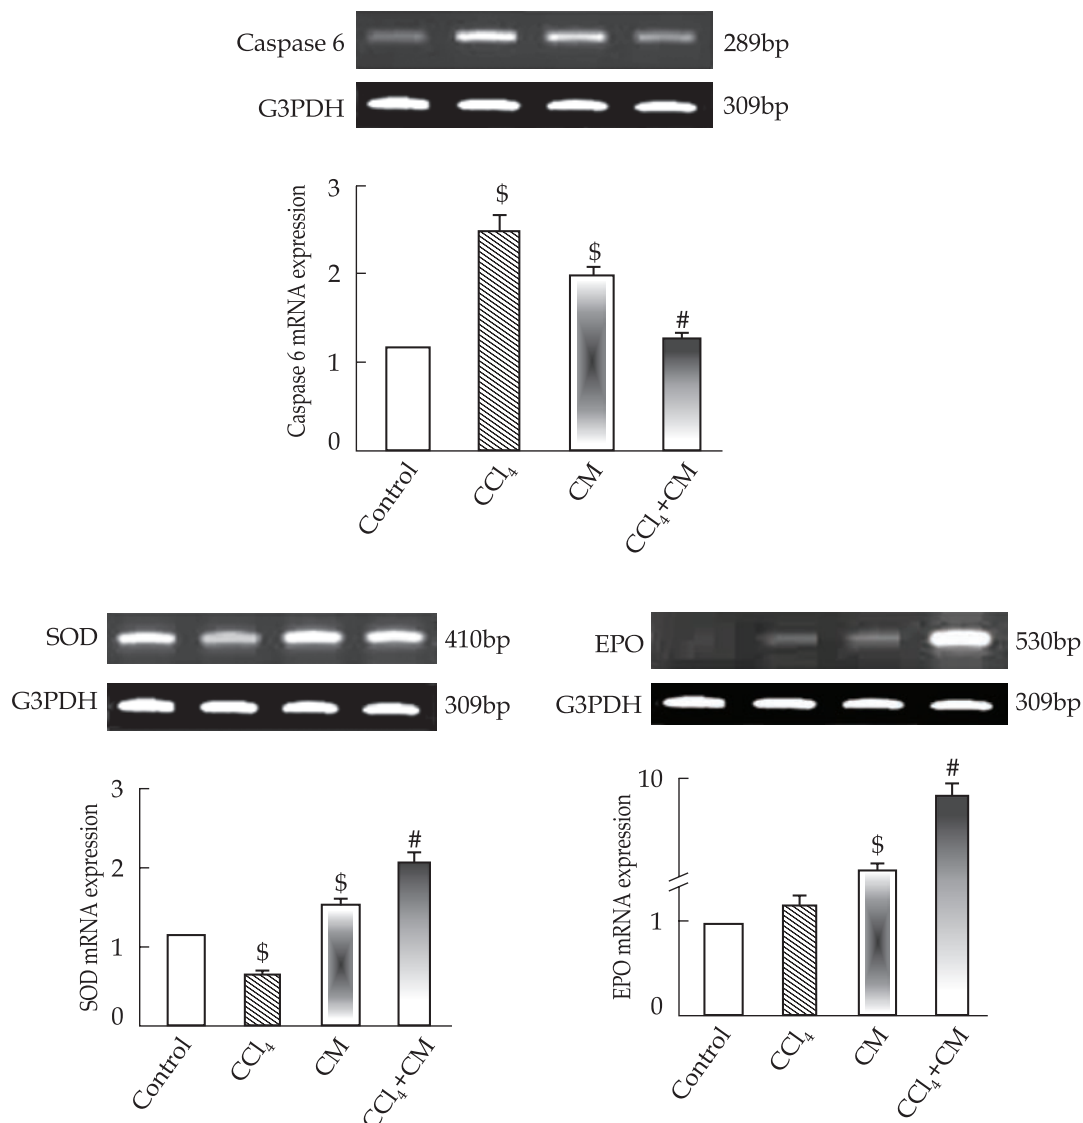 Caspase 6 289bp
G3PDH 309bp
Caspase 6 mRNA expression
3
$
2
$
#
1
0
Control
CCl₄
CM
CCl₄+CM
SOD 410bp
G3PDH 309bp
SOD mRNA expression
3
#
2
$
1
$
0
Control
CCl₄
CM
CCl₄+CM
EPO 530bp
G3PDH 309bp
EPO mRNA expression
10
#
$
1
0
Control
CCl₄
CM
CCl₄+CM